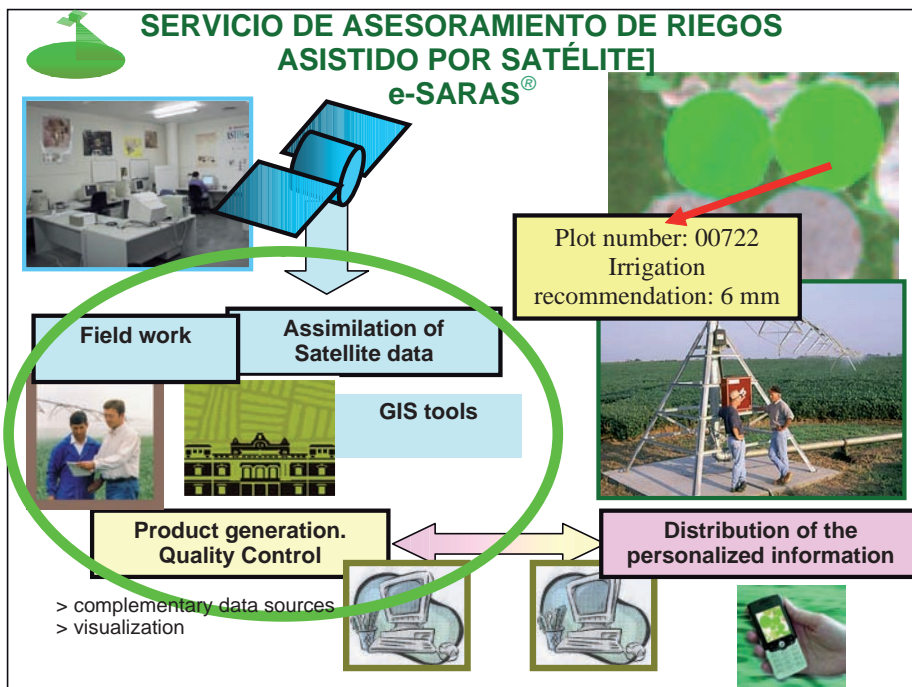 SERVICIO DE ASESORAMIENTO DE RIEGOS
ASISTIDO POR SATÉLITE]
e-SARAS®
Plot number: 00722
Irrigation
recommendation: 6 mm
Field work
Assimilation of
Satellite data
GIS tools
Product generation.
Quality Control
Distribution of the
personalized information
> complementary data sources
> visualization